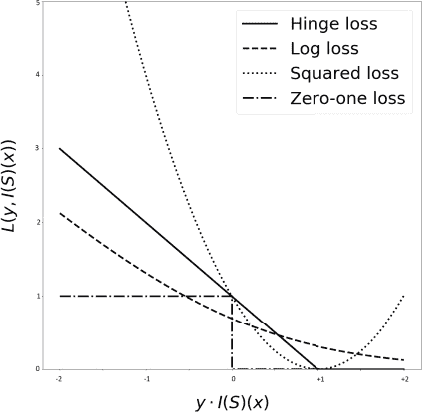 5
Hinge loss
Log loss
Squared loss
Zero-one loss
4
3
2
1
0
L(y, I(S)(x))
-2
-1
0
+1
+2
y · I(S)(x)